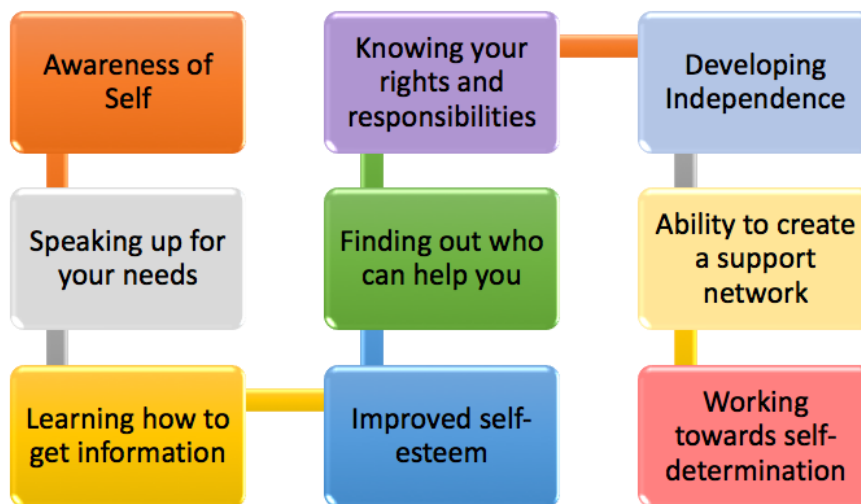 Awareness of
Self
Speaking up for
your needs
Learning how to
get information
Improved self-
esteem
Finding out who
can help you
Knowing your
rights and
responsibilities
Developing
Independence
Ability to create
a support
network
Working
towards self-
determination